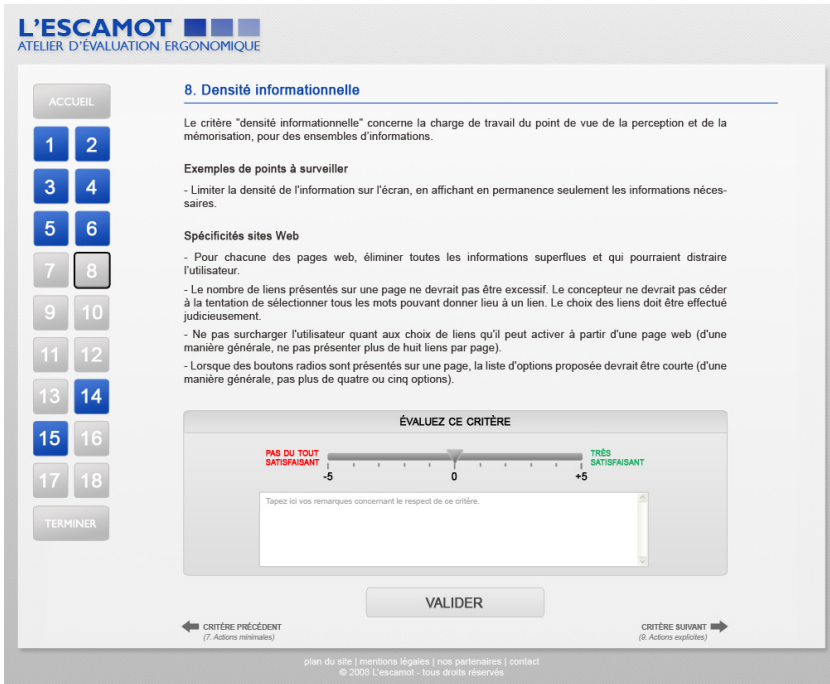 L'ESCAMOT
ATELIER D'ÉVALUATION ERGONOMIQUE
ACCUEIL
1 2
3 4
5 6
7 8
9 10
11 12
13 14
15 16
17 18
TERMINER
8. Densité informationnelle
Le critère "densité informationnelle" concerne la charge de travail du point de vue de la perception et de la
mémorisation, pour des ensembles d'informations.
Exemples de points à surveiller
- Limiter la densité de l'information sur l'écran, en affichant en permanence seulement les informations néces-
saires.
Spécificités sites Web
- Pour chacune des pages web, éliminer toutes les informations superflues et qui pourraient distraire
l'utilisateur.
- Le nombre de liens présentés sur une page ne devrait pas être excessif. Le concepteur ne devrait pas céder
à la tentation de sélectionner tous les mots pouvant donner lieu à un lien. Le choix des liens doit être effectué
judicieusement.
- Ne pas surcharger l'utilisateur quant aux choix de liens qu'il peut activer à partir d'une page web (d'une
manière générale, ne pas présenter plus de huit liens par page).
- Lorsque des boutons radios sont présentés sur une page, la liste d'options proposée devrait être courte (d'une
manière générale, pas plus de quatre ou cinq options).
ÉVALUEZ CE CRITÈRE
PAS DU TOUT
SATISFAISANT
TRÈS
SATISFAISANT
-5 0 +5
Tapez ici vos remarques concernant le respect de ce critère.
VALIDER
CRITÈRE PRÉCÉDENT
(7. Actions minimales)
CRITÈRE SUIVANT
(9. Actions explicites)
plan du site | mentions légales | nos partenaires | contact
© 2008 L'escamot - tous droits réservés